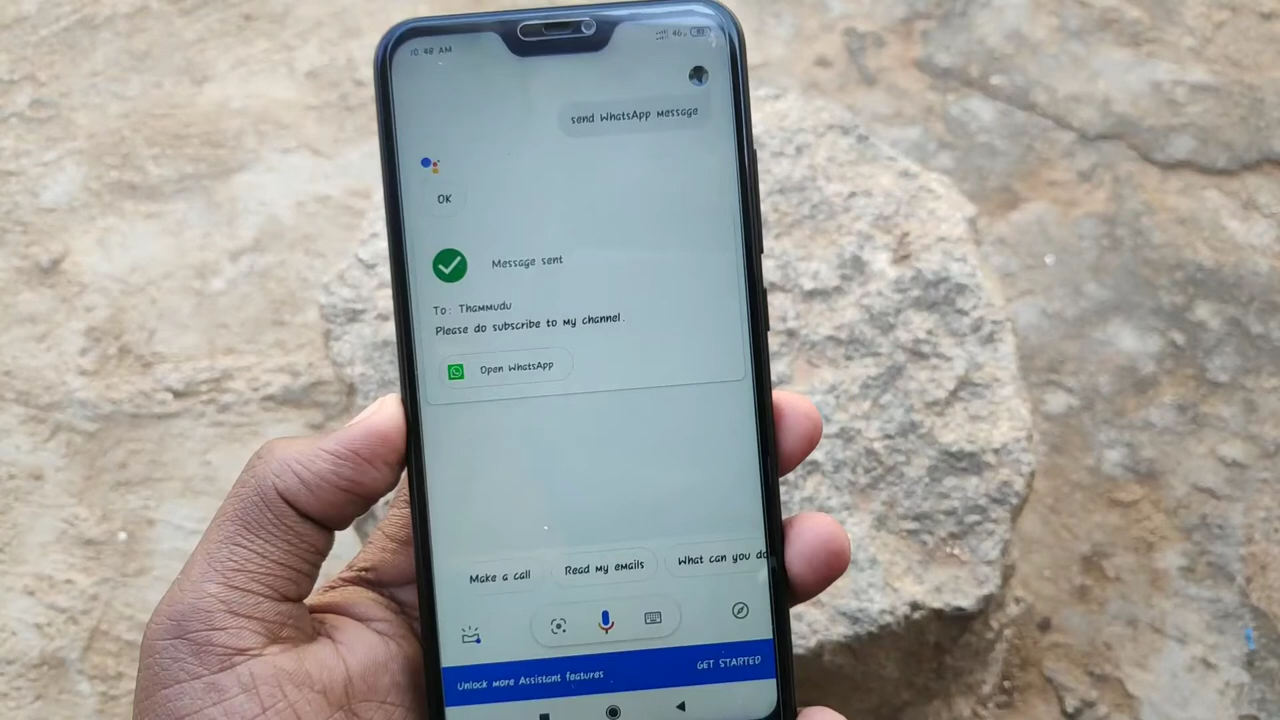 10:48 AM
4G
send WhatsApp Message
OK
Message sent
To: Thammudu
Please do subscribe to My channel.
Open WhatsApp
Make a call
Read My emails
What can you do
Unlock More Assistant features
GET STARTED